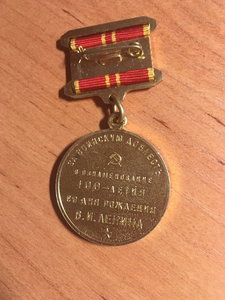 ЗА ВОИНСКУЮ ДОБЛЕСТЬ
В ОЗНАМЕНОВАНИЕ
100-ЛЕТИЯ
СО ДНЯ РОЖДЕНИЯ
В.И. ЛЕНИНА